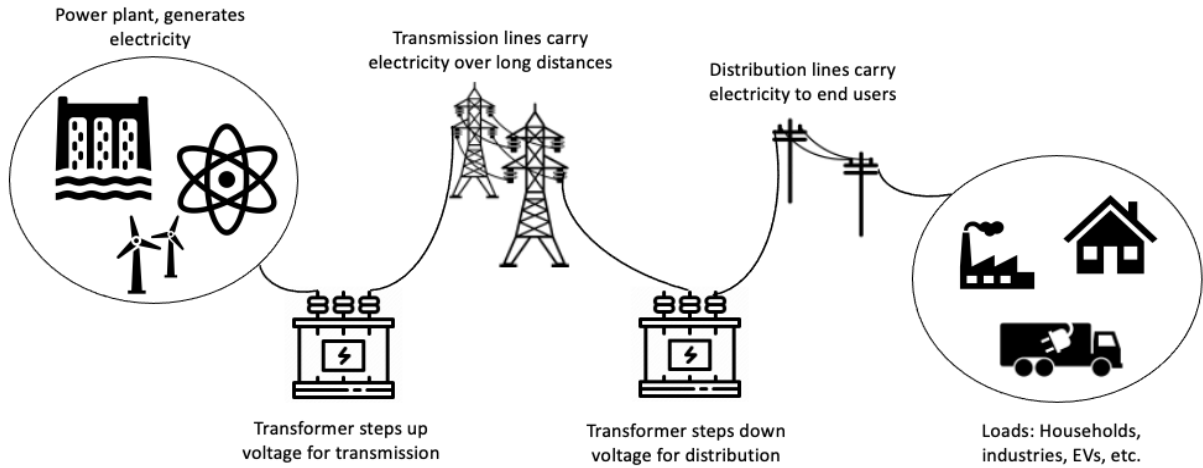 Power plant, generates
electricity
Transmission lines carry
electricity over long distances
Distribution lines carry
electricity to end users
Transformer steps up
voltage for transmission
Transformer steps down
voltage for distribution
Loads: Households,
industries, EVs, etc.